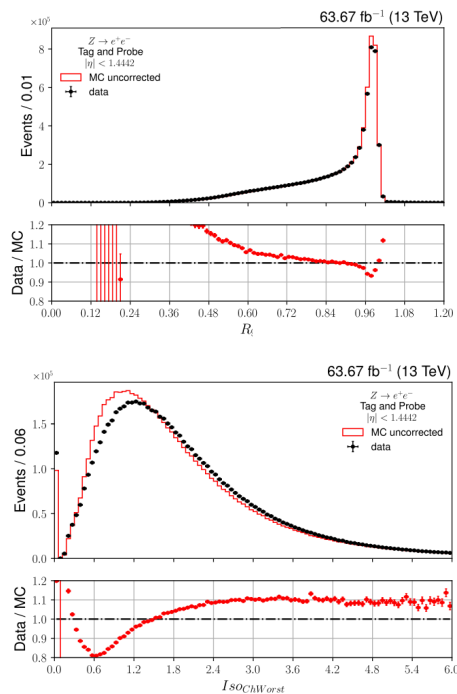 63.67 fb⁻¹ (13 TeV)
×10⁵
Z → e⁺e⁻
Tag and Probe
|η| < 1.4442
MC uncorrected
data
Events / 0.01
8
6
4
2
0
Data / MC
1.2
1.1
1.0
0.9
0.8
0.00 0.12 0.24 0.36 0.48 0.60 0.72 0.84 0.96 1.08 1.20
63.67 fb⁻¹ (13 TeV)
×10⁵
Z → e⁺e⁻
Tag and Probe
|η| < 1.4442
MC uncorrected
data
Events / 0.06
1.5
1.0
0.5
0.0
Data / MC
1.2
1.1
1.0
0.9
0.8
0.0 0.6 1.2 1.8 2.4 3.0 3.6 4.2 4.8 5.4 6.0
Iso_ChWorst